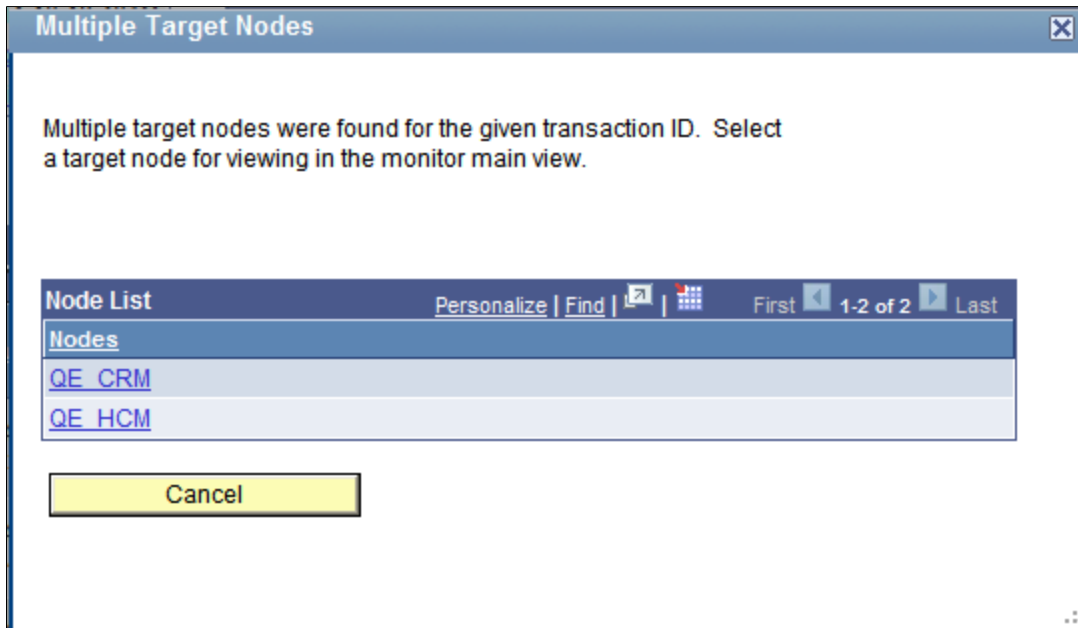 Multiple Target Nodes
Multiple target nodes were found for the given transaction ID.  Select
a target node for viewing in the monitor main view.
Node List Personalize | Find | | First 1-2 of 2 Last
Nodes
QE_CRM
QE_HCM
Cancel